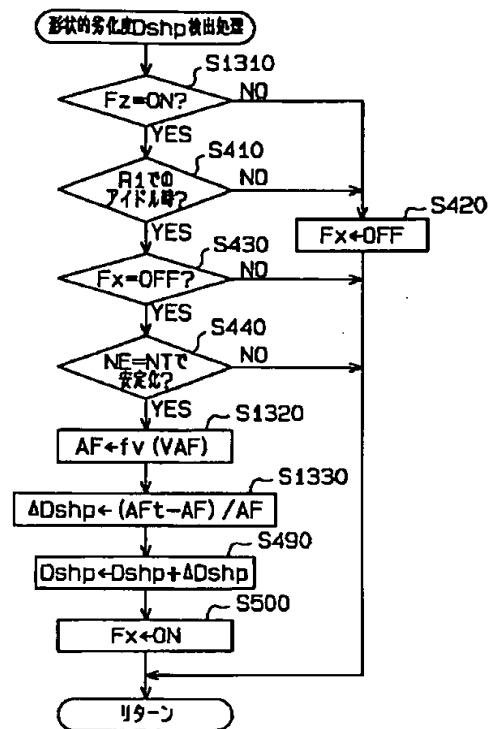 形状的劣化度Dshp検出処理
S1310
Fz=ON?
NO
YES
S410
A1での
アイドル時?
NO
YES
S420
Fx←OFF
S430
Fx=OFF?
NO
YES
S440
NE=NTで
安定化?
NO
YES
S1320
AF←fv(VAF)
S1330
ΔDshp←(AFt-AF)/AF
S490
Dshp←Dshp+ΔDshp
S500
Fx←ON
リターン